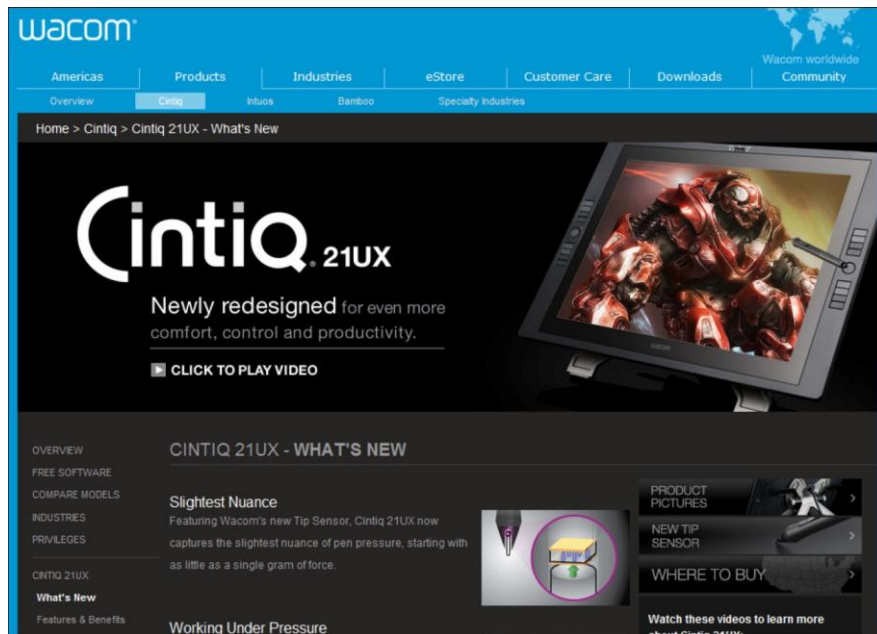 wacom
Wacom worldwide
Americas Products Industries eStore Customer Care Downloads Community
Overview Cintiq Intuos Bamboo Specialty Industries
Home > Cintiq > Cintiq 21UX - What's New
Cintiq. 21UX
Newly redesigned for even more
comfort, control and productivity.
CLICK TO PLAY VIDEO
wacom
OVERVIEW
FREE SOFTWARE
COMPARE MODELS
INDUSTRIES
PRIVILEGES
CINTIQ 21UX
What's New
Features & Benefits
CINTIQ 21UX - WHAT'S NEW
Slightest Nuance
Featuring Wacom's new Tip Sensor, Cintiq 21UX now
captures the slightest nuance of pen pressure, starting with
as little as a single gram of force.
Working Under Pressure
PRODUCT
PICTURES
NEW TIP
SENSOR
WHERE TO BUY
Watch these videos to learn more
about Cintiq 21UX: